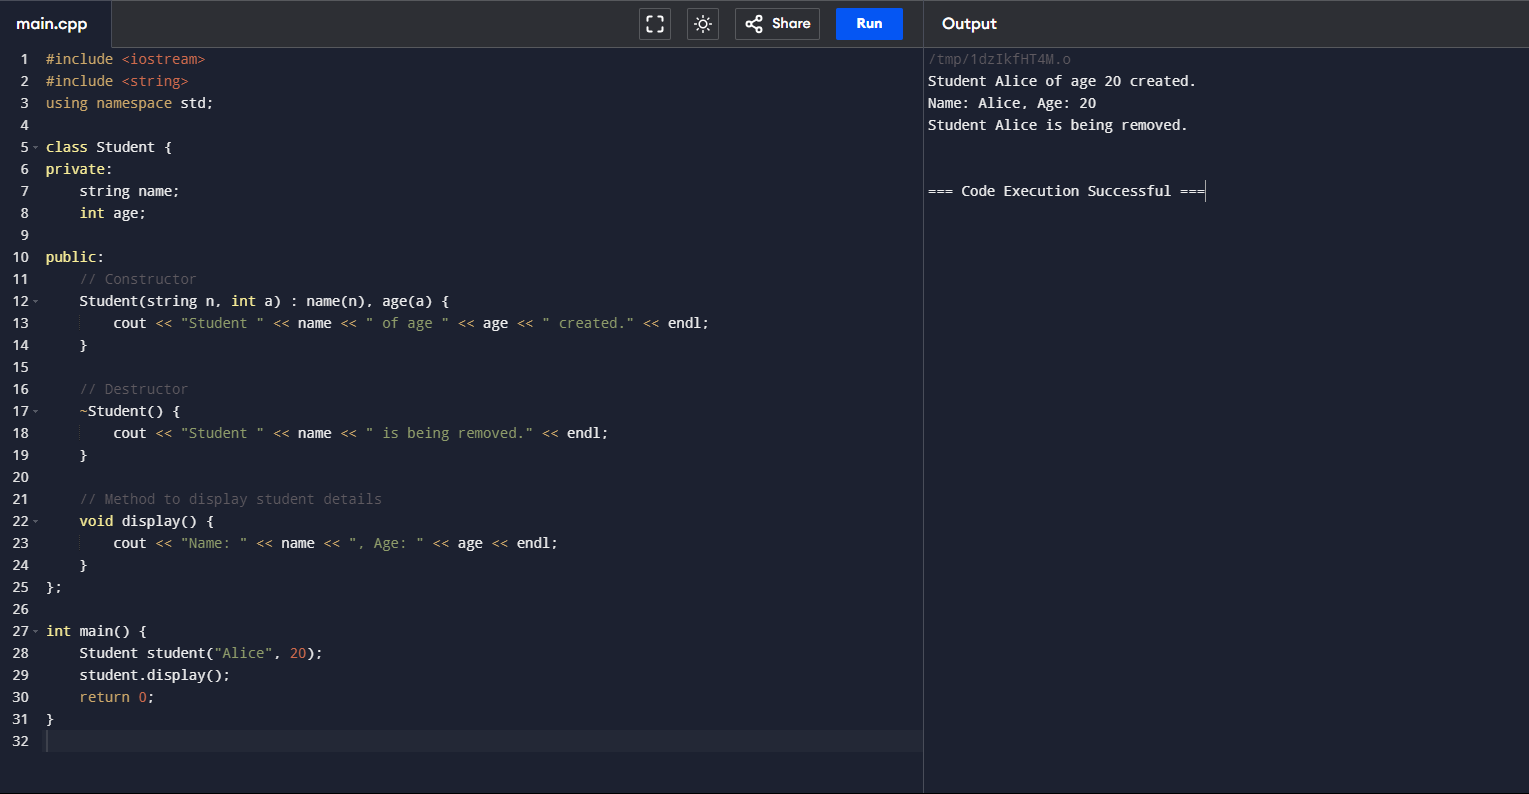 main.cpp
Share
Run
Output
1 #include <iostream>
2 #include <string>
3 using namespace std;
4
5 class Student {
6 private:
7     string name;
8     int age;
9
10 public:
11     // Constructor
12     Student(string n, int a) : name(n), age(a) {
13         cout << "Student " << name << " of age " << age << " created." << endl;
14     }
15
16     // Destructor
17     ~Student() {
18         cout << "Student " << name << " is being removed." << endl;
19     }
20
21     // Method to display student details
22     void display() {
23         cout << "Name: " << name << ", Age: " << age << endl;
24     }
25 };
26
27 int main() {
28     Student student("Alice", 20);
29     student.display();
30     return 0;
31 }
32
/tmp/1dzIkfHT4M.o
Student Alice of age 20 created.
Name: Alice, Age: 20
Student Alice is being removed.
=== Code Execution Successful ===